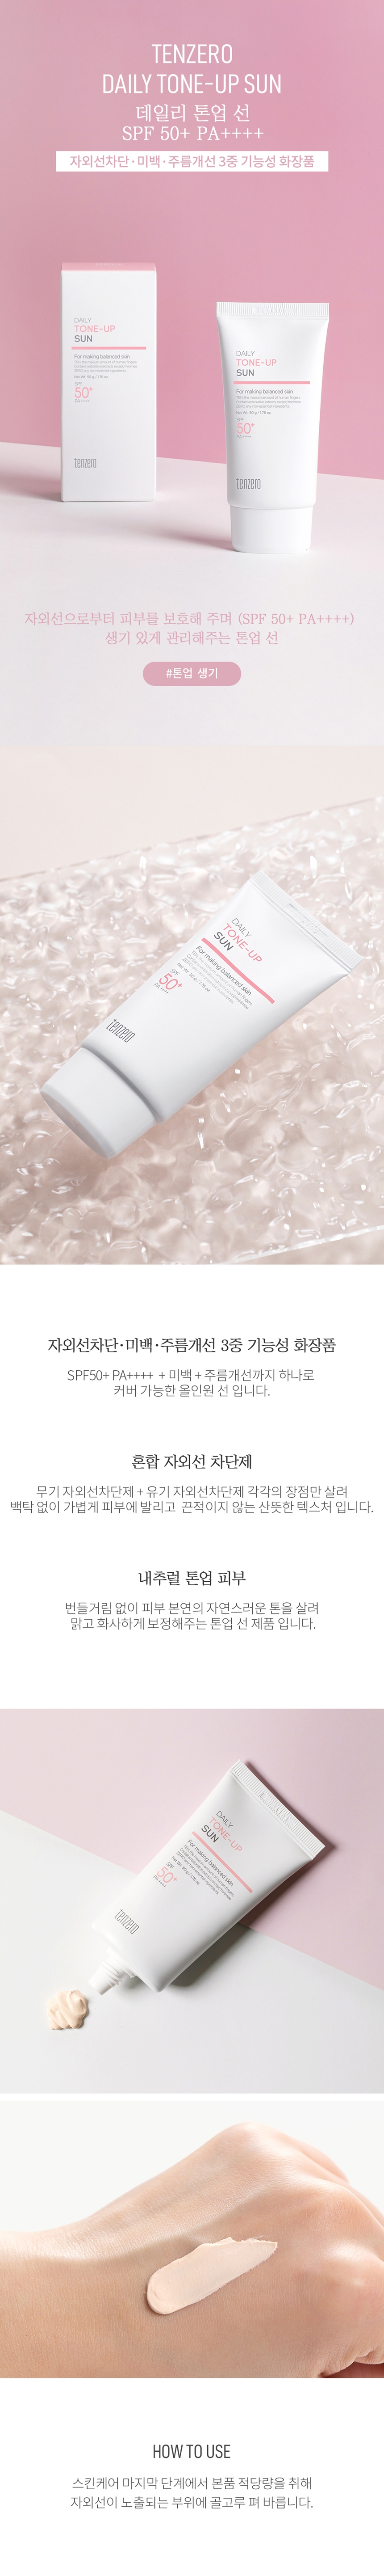 TENZERO
DAILY TONE-UP SUN
데일리 톤업 선
SPF 50+ PA++++
자외선차단·미백·주름개선 3중 기능성 화장품
DAILY
TONE-UP
SUN
For making balanced skin
SPF
50+
tenzero
DAILY
TONE-UP
SUN
For making balanced skin
SPF
50+
tenzero
자외선으로부터 피부를 보호해 주며 (SPF 50+ PA++++)
생기 있게 관리해주는 톤업 선
#톤업 생기
DAILY
TONE-UP
SUN
For making balanced skin
SPF
50+
PA++++
tenzero
자외선차단·미백·주름개선 3중 기능성 화장품
SPF50+ PA++++ + 미백 + 주름개선까지 하나로
커버 가능한 올인원 선 입니다.
혼합 자외선 차단제
무기 자외선차단제 + 유기 자외선차단제 각각의 장점만 살려
백탁 없이 가볍게 피부에 발리고 끈적이지 않는 산뜻한 텍스처 입니다.
내추럴 톤업 피부
번들거림 없이 피부 본연의 자연스러운 톤을 살려
맑고 화사하게 보정해주는 톤업 선 제품 입니다.
DAILY
TONE-UP
SUN
For making balanced skin
SPF
50+
PA++++
tenzero
HOW TO USE
스킨케어 마지막 단계에서 본품 적당량을 취해
자외선이 노출되는 부위에 골고루 펴 바릅니다.